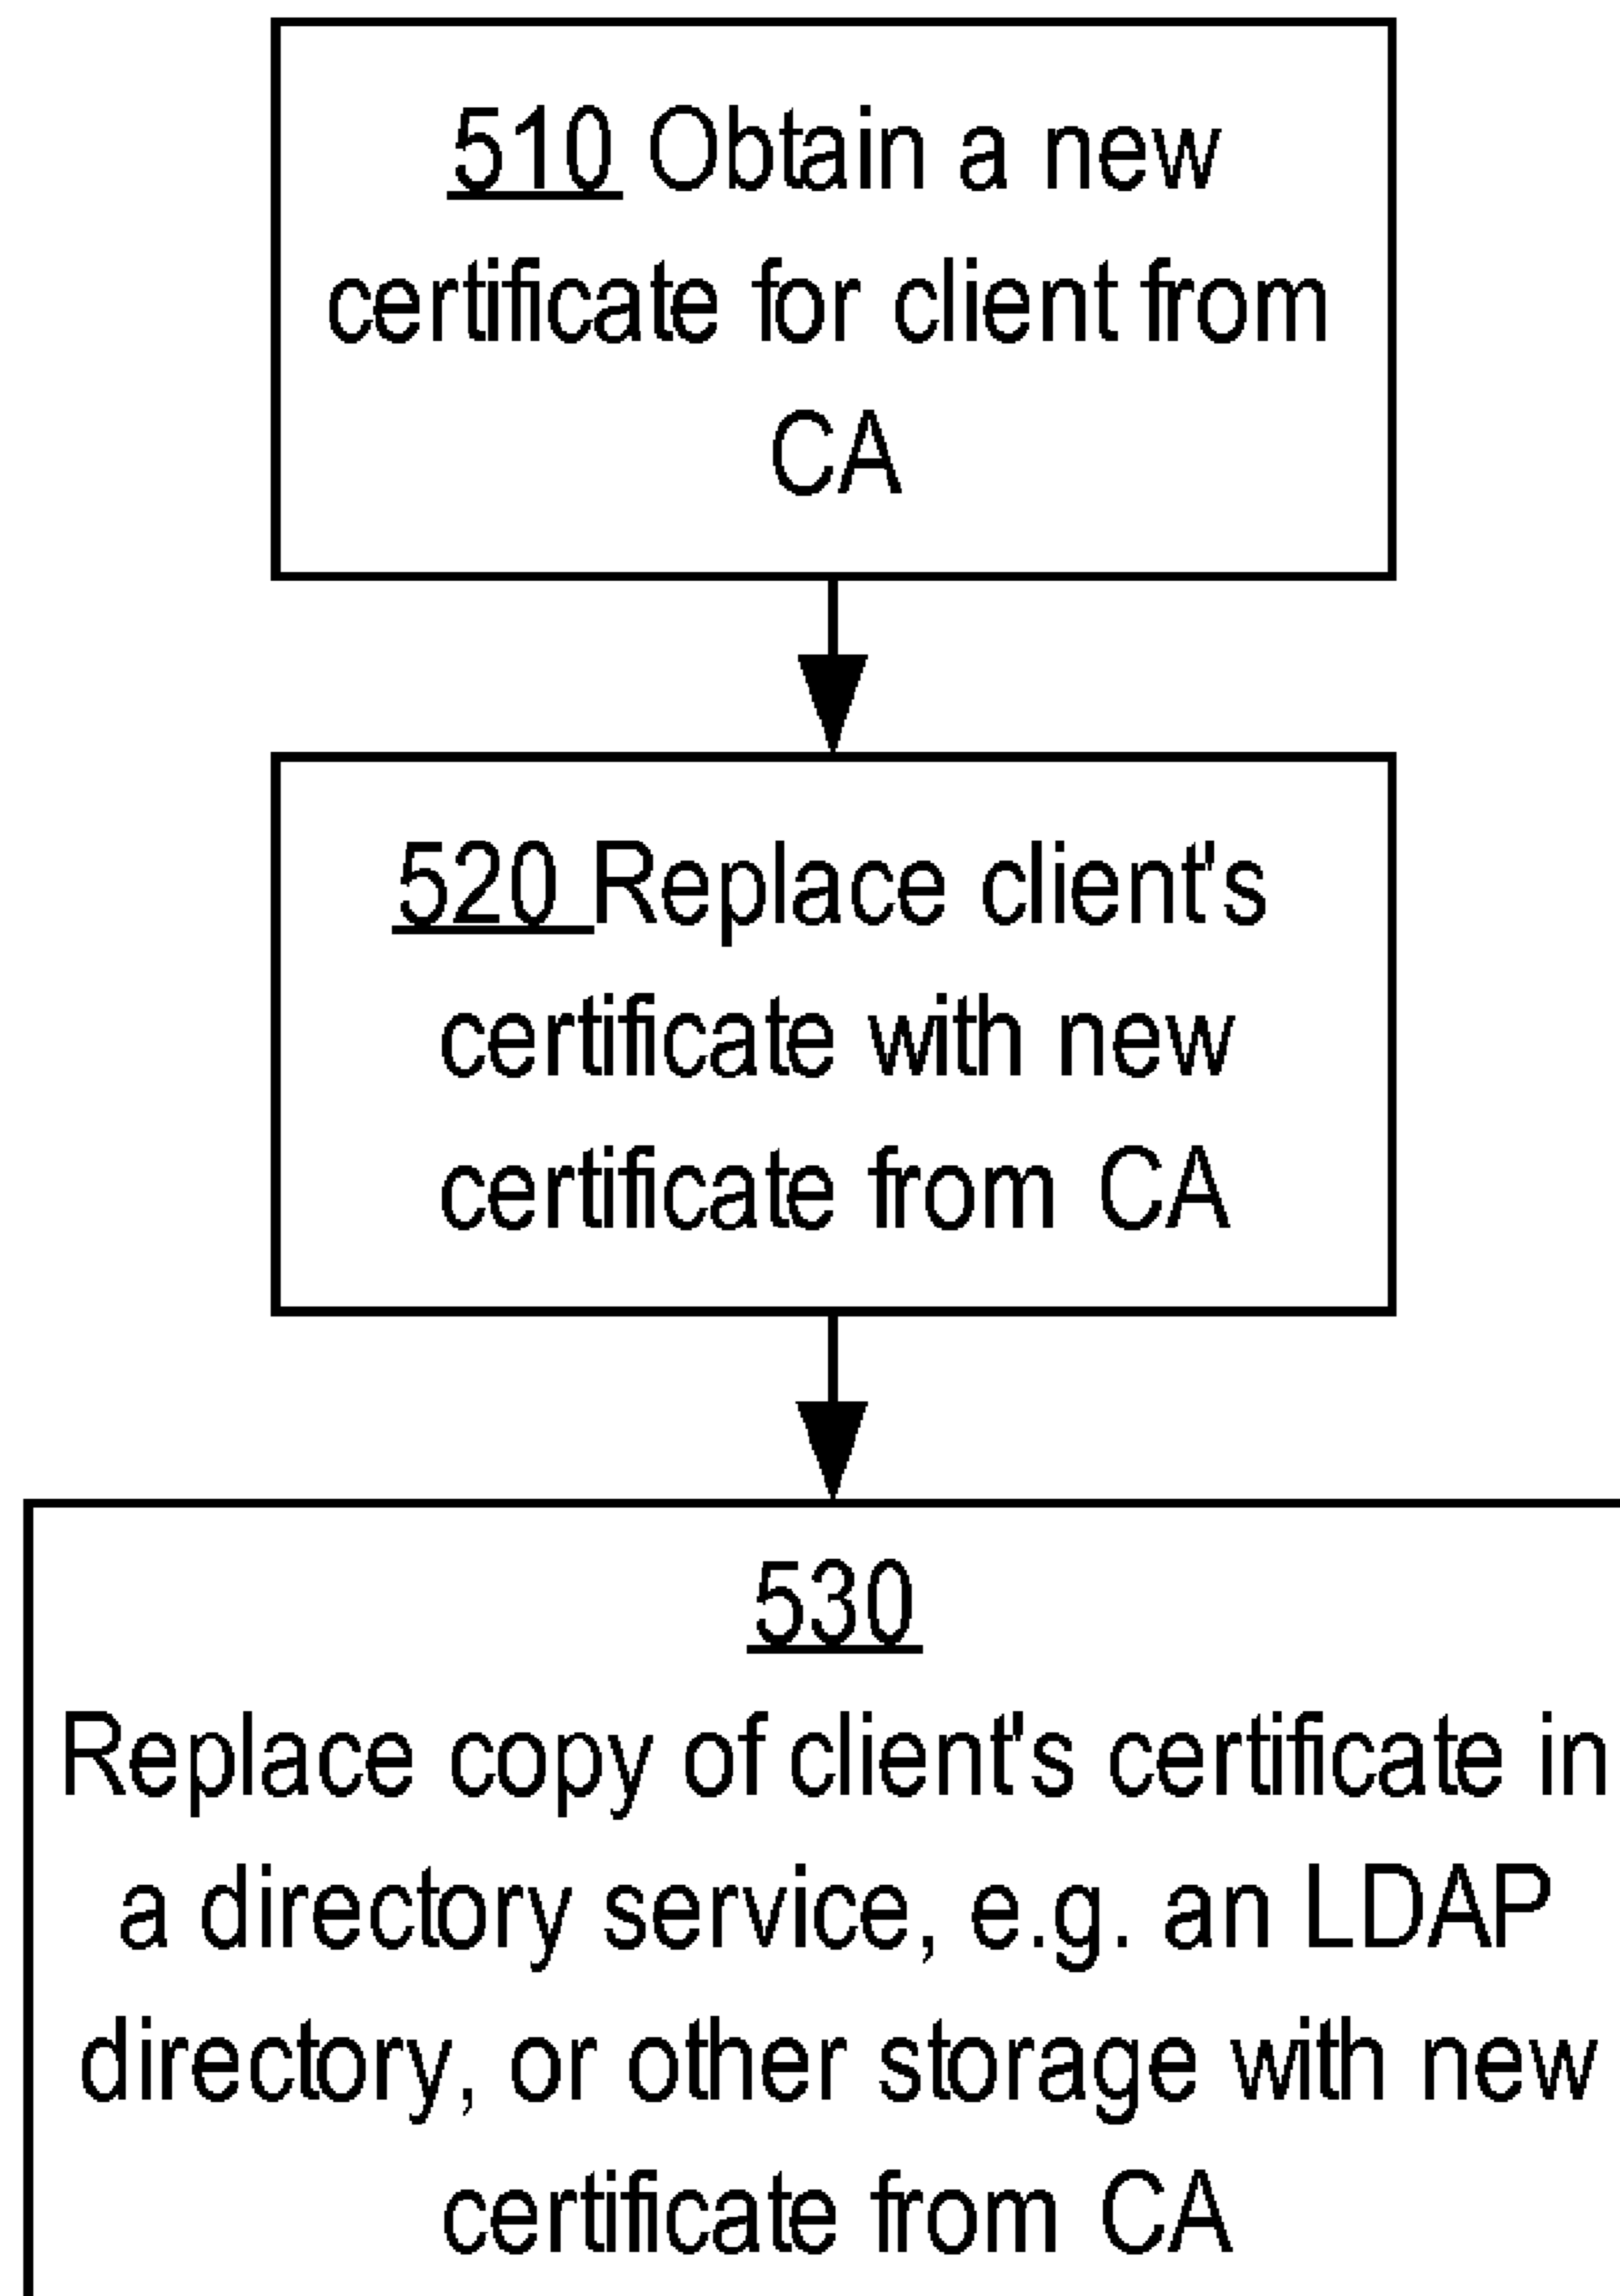 510 Obtain a new
certificate for client from
CA
520 Replace client's
certificate with new
certificate from CA
530
Replace copy of client's certificate in
a directory service, e.g. an LDAP
directory, or other storage with new
certificate from CA